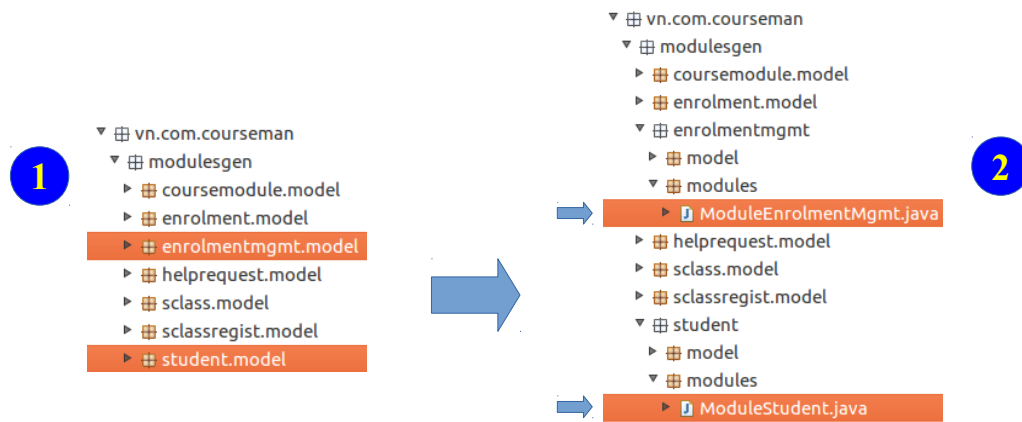 1
vn.com.courseman
modulesgen
coursemodule.model
enrolment.model
enrolmentmgmt.model
helprequest.model
sclass.model
sclassregist.model
student.model
vn.com.courseman
modulesgen
coursemodule.model
enrolment.model
enrolmentmgmt
model
modules
J ModuleEnrolmentMgmt.java
helprequest.model
sclass.model
sclassregist.model
student
model
modules
J ModuleStudent.java
2